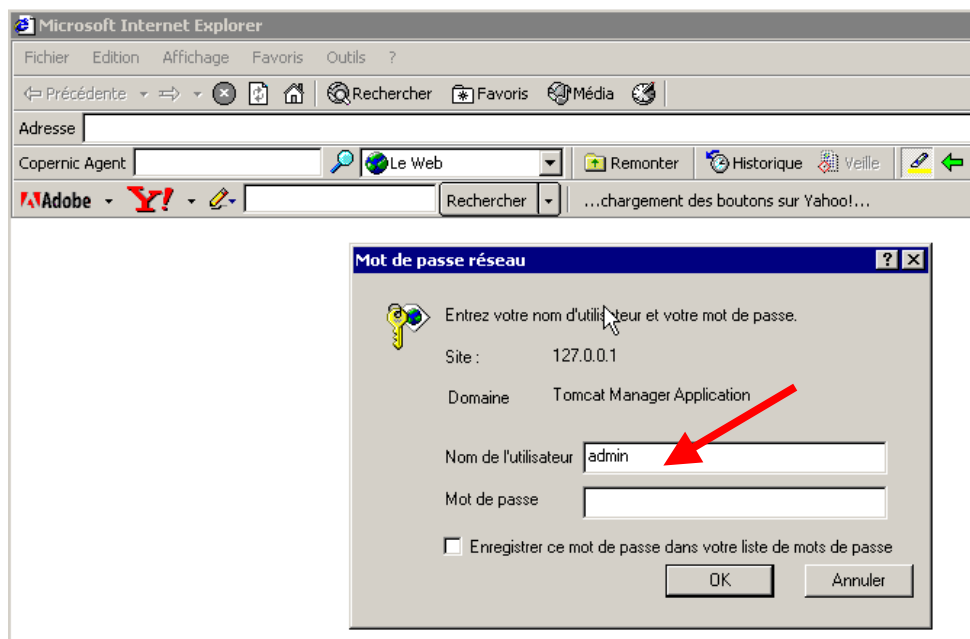 Microsoft Internet Explorer
Fichier Edition Affichage Favoris Outils ?
Précédente Rechercher Favoris Média
Adresse
Copernic Agent Le Web Remonter Historique Veille
Adobe Y! Rechercher ...chargement des boutons sur Yahoo!...
Mot de passe réseau
Entrez votre nom d'utilisateur et votre mot de passe.
Site : 127.0.0.1
Domaine Tomcat Manager Application
Nom de l'utilisateur admin
Mot de passe
Enregistrer ce mot de passe dans votre liste de mots de passe
OK Annuler